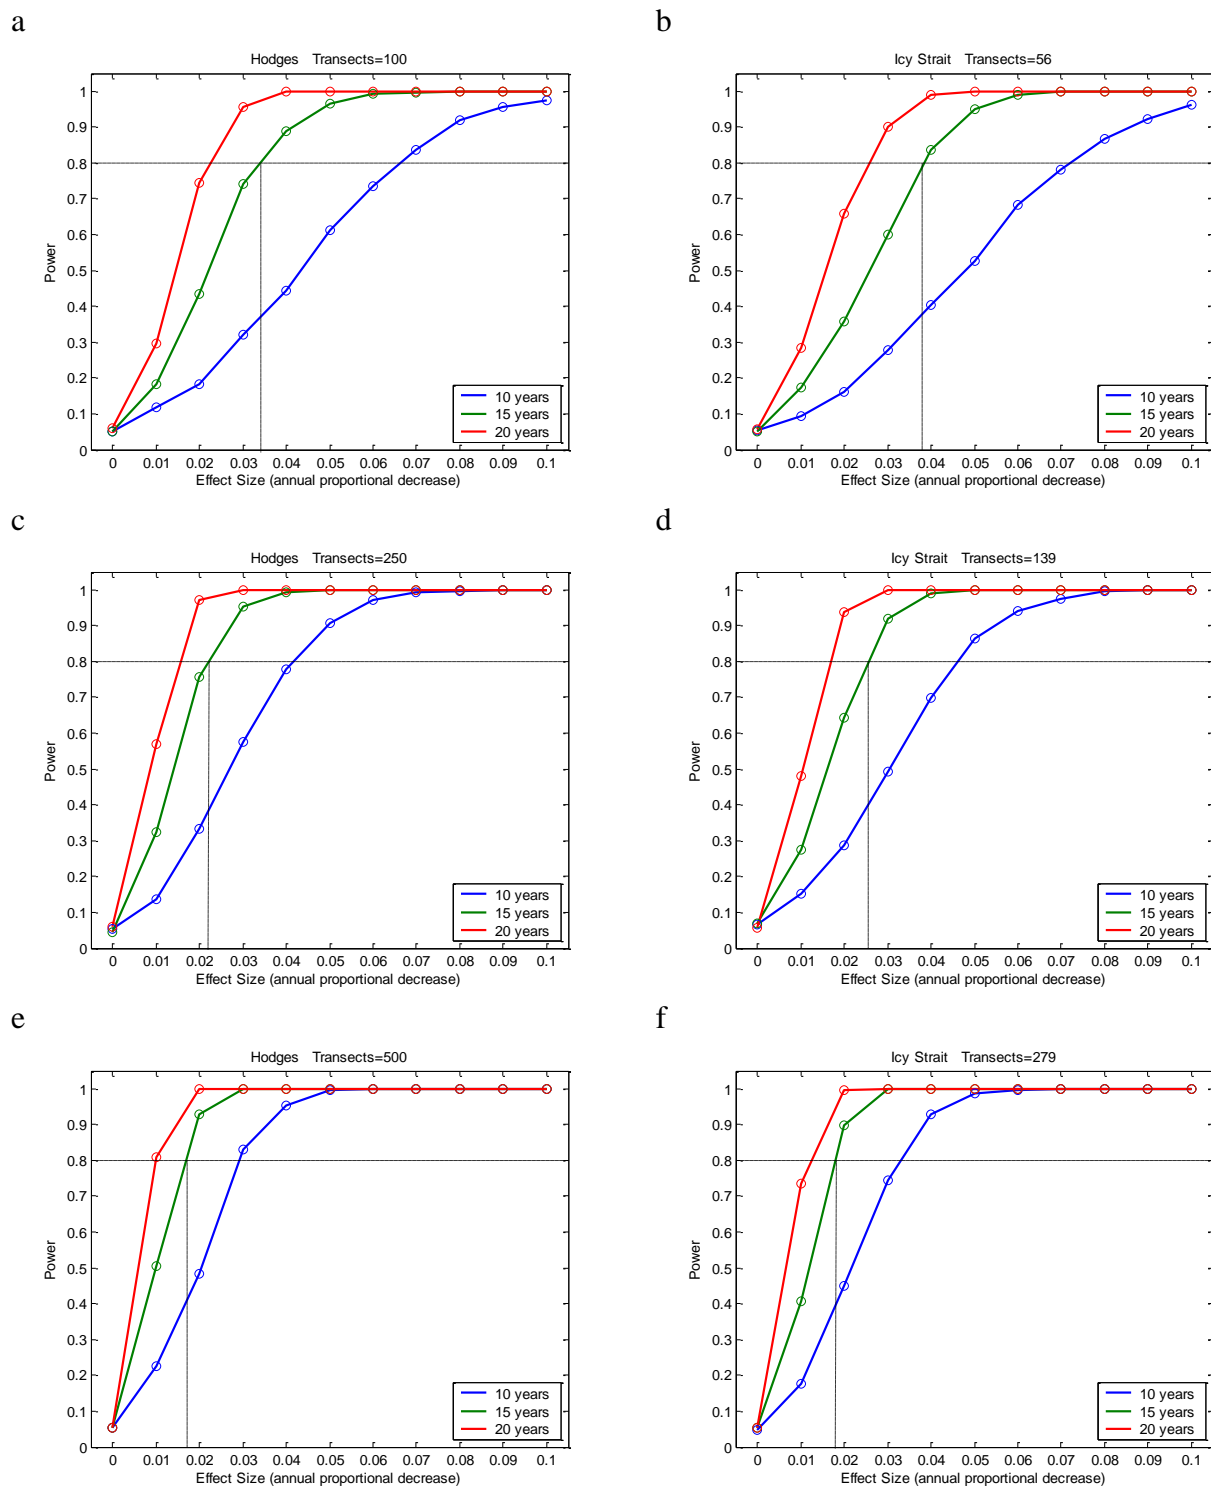 a
Hodges Transects=100
1
0.9
0.8
0.7
0.6
0.5
0.4
0.3
0.2
0.1
0
Power
10 years
15 years
20 years
0 0.01 0.02 0.03 0.04 0.05 0.06 0.07 0.08 0.09 0.1
Effect Size (annual proportional decrease)
b
Icy Strait Transects=56
1
0.9
0.8
0.7
0.6
0.5
0.4
0.3
0.2
0.1
0
Power
10 years
15 years
20 years
0 0.01 0.02 0.03 0.04 0.05 0.06 0.07 0.08 0.09 0.1
Effect Size (annual proportional decrease)
c
Hodges Transects=250
1
0.9
0.8
0.7
0.6
0.5
0.4
0.3
0.2
0.1
0
Power
10 years
15 years
20 years
0 0.01 0.02 0.03 0.04 0.05 0.06 0.07 0.08 0.09 0.1
Effect Size (annual proportional decrease)
d
Icy Strait Transects=139
1
0.9
0.8
0.7
0.6
0.5
0.4
0.3
0.2
0.1
0
Power
10 years
15 years
20 years
0 0.01 0.02 0.03 0.04 0.05 0.06 0.07 0.08 0.09 0.1
Effect Size (annual proportional decrease)
e
Hodges Transects=500
1
0.9
0.8
0.7
0.6
0.5
0.4
0.3
0.2
0.1
0
Power
10 years
15 years
20 years
0 0.01 0.02 0.03 0.04 0.05 0.06 0.07 0.08 0.09 0.1
Effect Size (annual proportional decrease)
f
Icy Strait Transects=279
1
0.9
0.8
0.7
0.6
0.5
0.4
0.3
0.2
0.1
0
Power
10 years
15 years
20 years
0 0.01 0.02 0.03 0.04 0.05 0.06 0.07 0.08 0.09 0.1
Effect Size (annual proportional decrease)